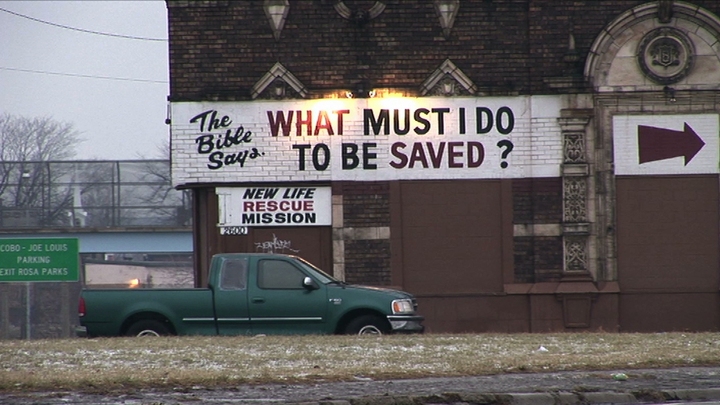 The
Bible
Says..
WHAT MUST I DO
TO BE SAVED ?
NEW LIFE
RESCUE
MISSION
2600
COBO - JOE LOUIS
PARKING
EXIT ROSA PARKS